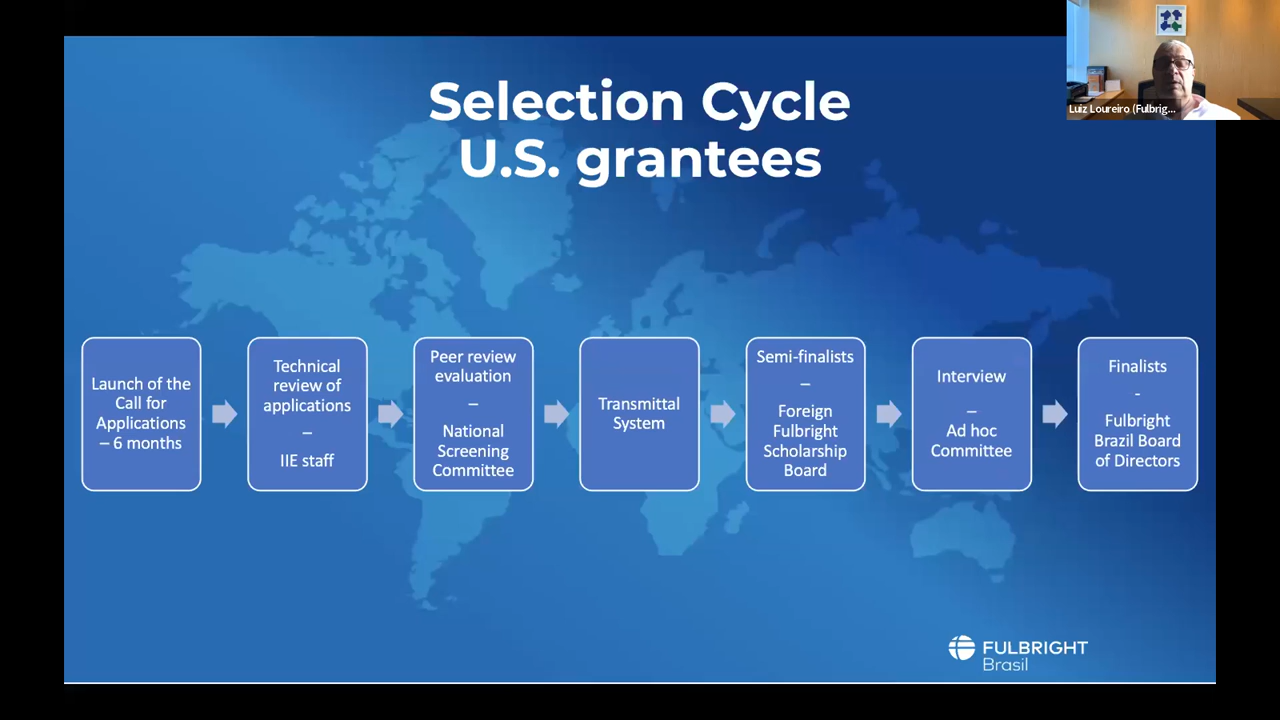 Luiz Loureiro (Fulbrig...
Selection Cycle
U.S. grantees
Launch of the
Call for
Applications
– 6 months
Technical
review of
applications
–
IIE staff
Peer review
evaluation
–
National
Screening
Committee
Transmittal
System
Semi-finalists
–
Foreign
Fulbright
Scholarship
Board
Interview
–
Ad hoc
Committee
Finalists
-
Fulbright
Brazil Board
of Directors
FULBRIGHT
Brasil